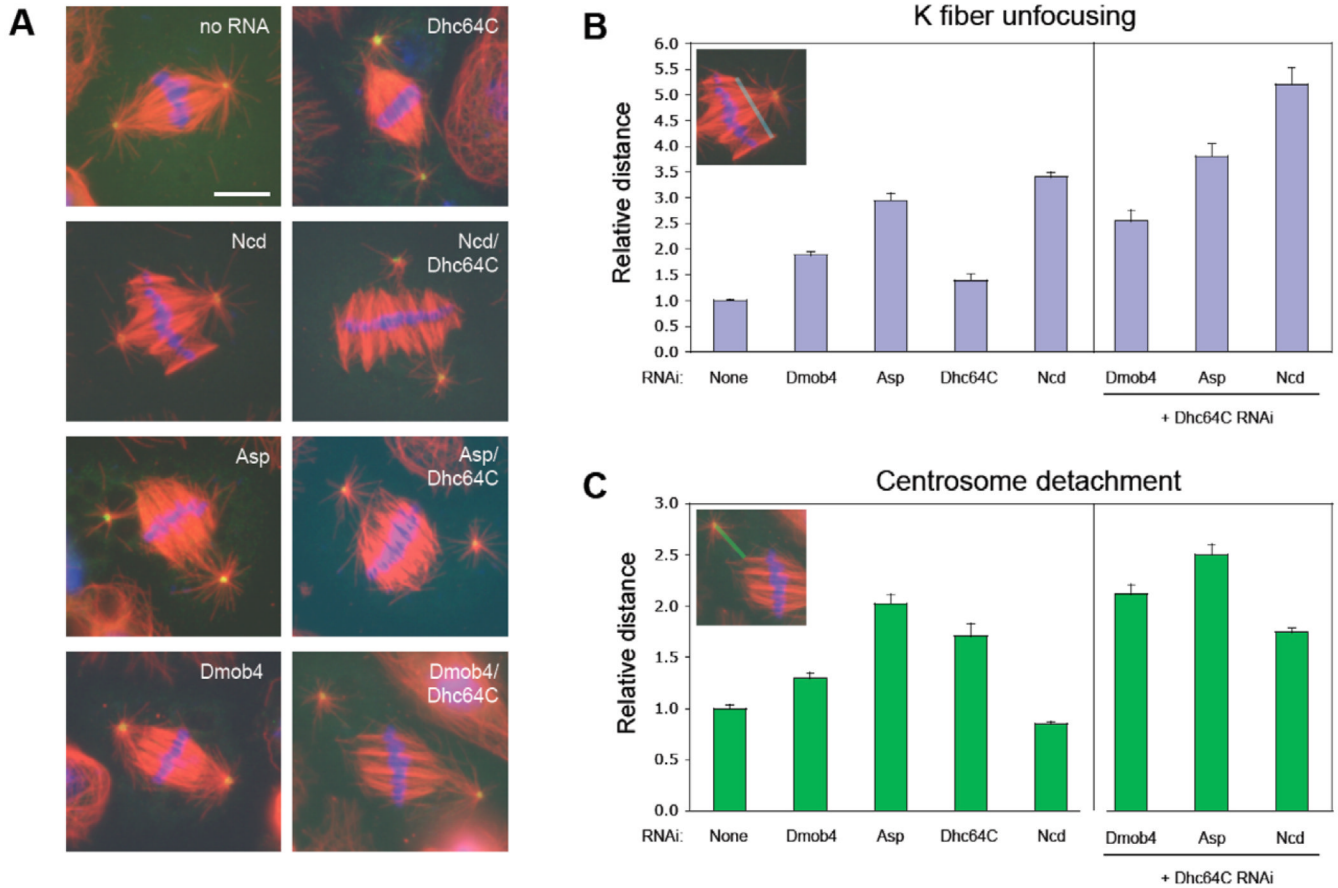 A
no RNA
Dhc64C
Ncd
Ncd/
Dhc64C
Asp
Asp/
Dhc64C
Dmob4
Dmob4/
Dhc64C
B
K fiber unfocusing
Relative distance
6.0
5.5
5.0
4.5
4.0
3.5
3.0
2.5
2.0
1.5
1.0
0.5
0.0
RNAi: None Dmob4 Asp Dhc64C Ncd Dmob4 Asp Ncd
+ Dhc64C RNAi
C
Centrosome detachment
Relative distance
3.0
2.5
2.0
1.5
1.0
0.5
0.0
RNAi: None Dmob4 Asp Dhc64C Ncd Dmob4 Asp Ncd
+ Dhc64C RNAi